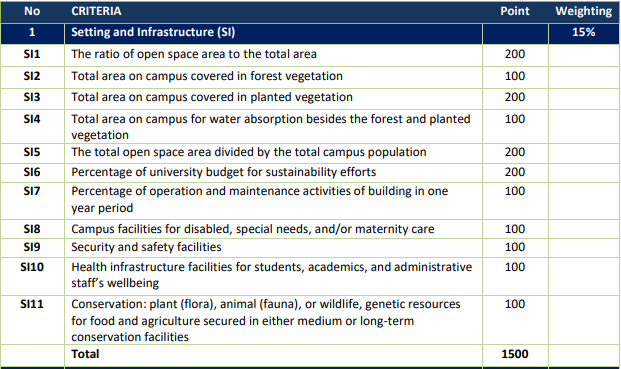 No CRITERIA Point Weighting
1 Setting and Infrastructure (SI) 15%
SI1 The ratio of open space area to the total area 200
SI2 Total area on campus covered in forest vegetation 100
SI3 Total area on campus covered in planted vegetation 200
SI4 Total area on campus for water absorption besides the forest and planted 100
vegetation
SI5 The total open space area divided by the total campus population 200
SI6 Percentage of university budget for sustainability efforts 200
SI7 Percentage of operation and maintenance activities of building in one 100
year period
SI8 Campus facilities for disabled, special needs, and/or maternity care 100
SI9 Security and safety facilities 100
SI10 Health infrastructure facilities for students, academics, and administrative 100
staff's wellbeing
SI11 Conservation: plant (flora), animal (fauna), or wildlife, genetic resources 100
for food and agriculture secured in either medium or long-term
conservation facilities
Total 1500